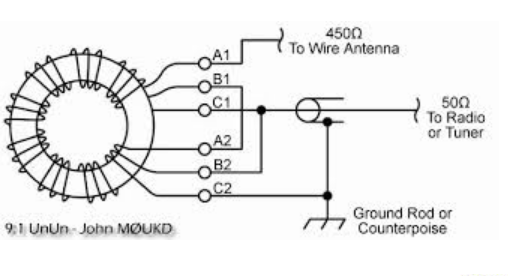 A1
450Ω
To Wire Antenna
B1
C1
50Ω
To Radio
or Tuner
A2
B2
C2
Ground Rod or
Counterpoise
9:1 UnUn - John MØUKD